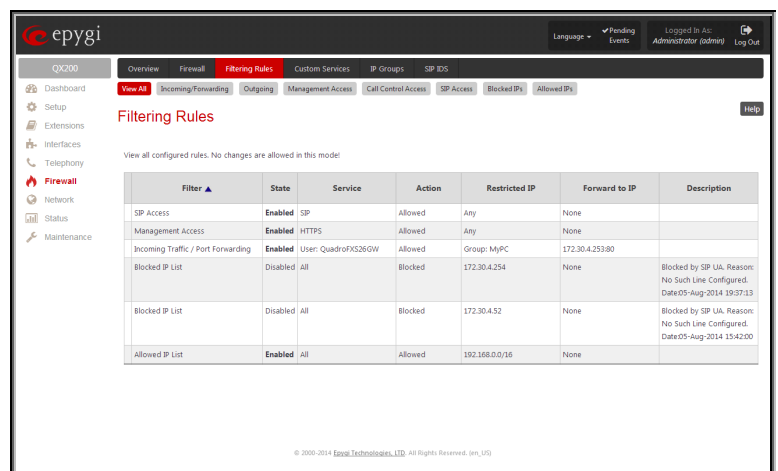 epygi
Language
Pending Events
Logged In As:
Administrator (admin)
Log Out
QX200
Dashboard
Setup
Extensions
Interfaces
Telephony
Firewall
Network
Status
Maintenance
Overview Firewall Filtering Rules Custom Services IP Groups SIP IDS
View All Incoming/Forwarding Outgoing Management Access Call Control Access SIP Access Blocked IPs Allowed IPs
Filtering Rules
Help
View all configured rules. No changes are allowed in this mode!
Filter State Service Action Restricted IP Forward to IP Description
SIP Access Enabled SIP Allowed Any None
Management Access Enabled HTTPS Allowed Any None
Incoming Traffic / Port Forwarding Enabled User: QuadroFXS26GW Allowed Group: MyPC 172.30.4.253:80
Blocked IP List Disabled All Blocked 172.30.4.254 None Blocked by SIP UA. Reason:
No Such Line Configured.
Date:05-Aug-2014 19:37:13
Blocked IP List Disabled All Blocked 172.30.4.52 None Blocked by SIP UA. Reason:
No Such Line Configured.
Date:05-Aug-2014 15:42:00
Allowed IP List Enabled All Allowed 192.168.0.0/16 None
© 2000-2014 Epygi Technologies, LTD. All Rights Reserved. (en_US)